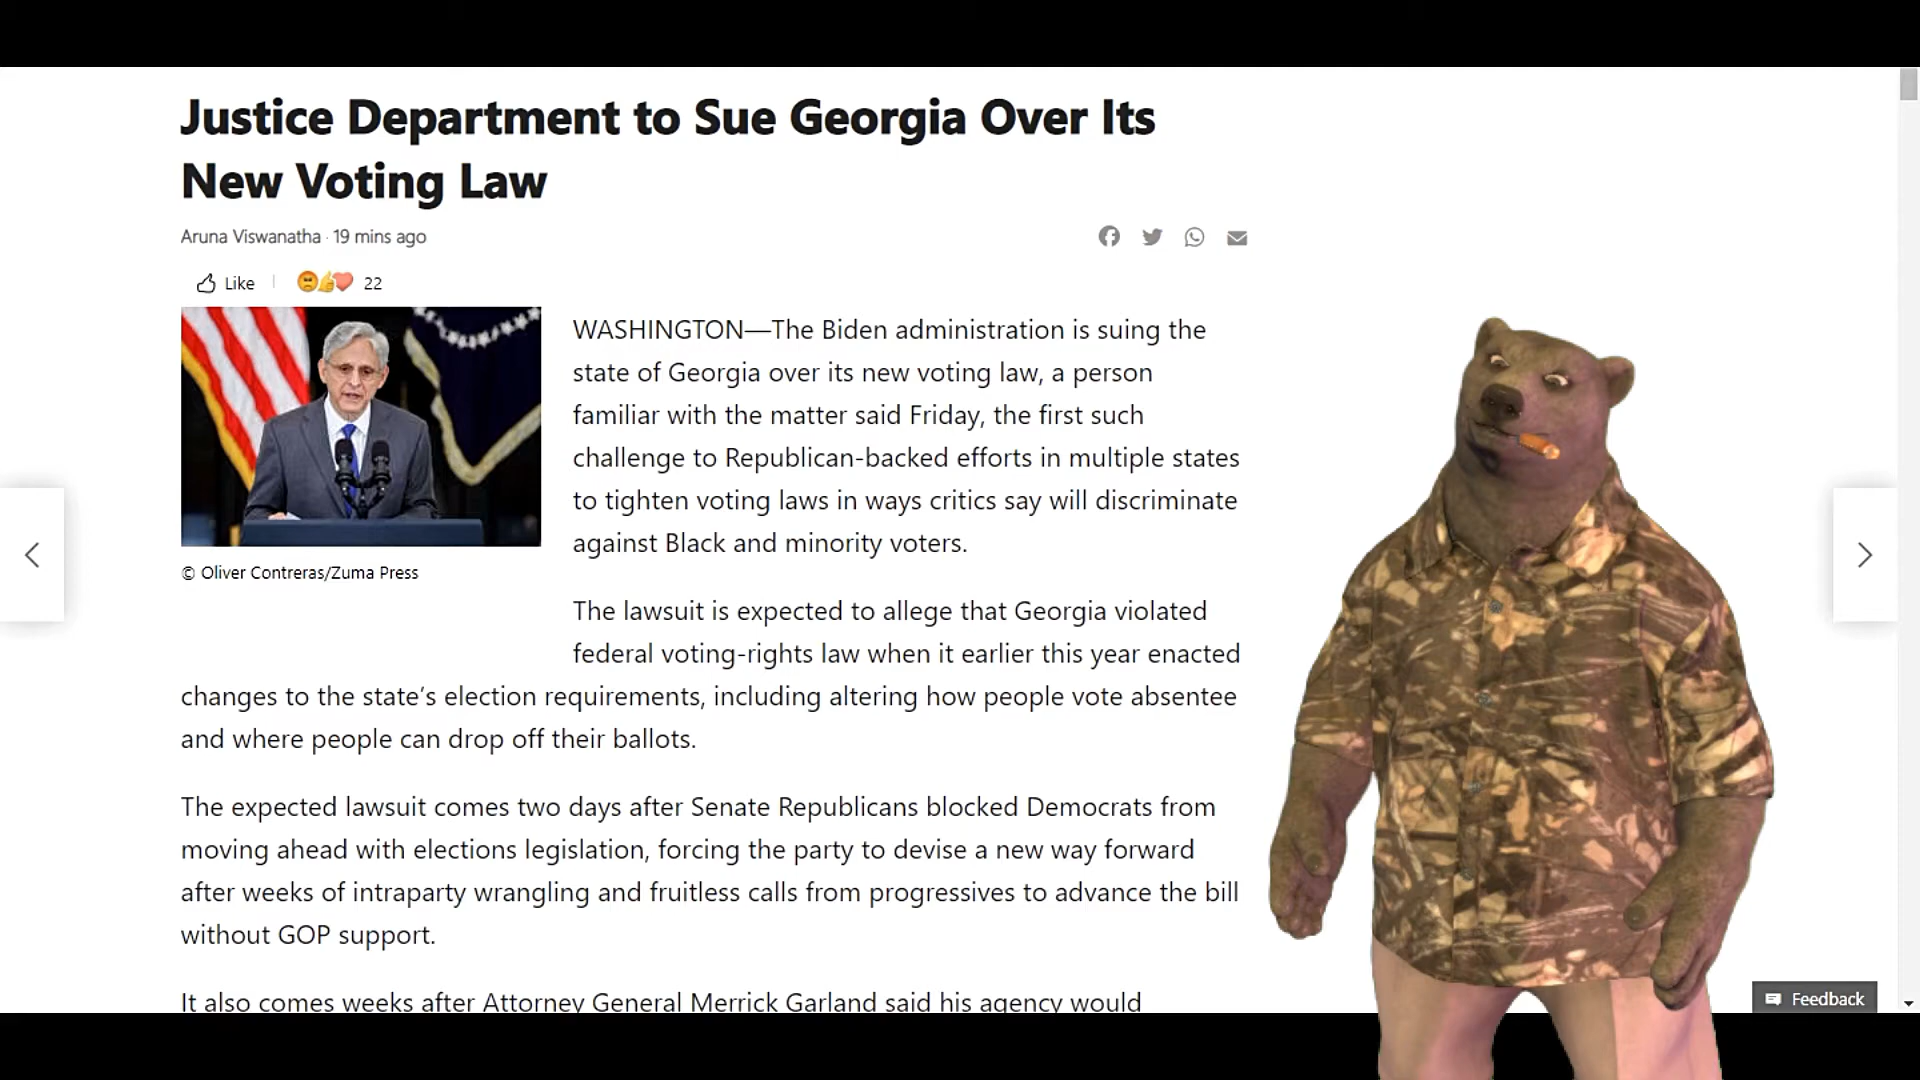 Justice Department to Sue Georgia Over Its
New Voting Law
Aruna Viswanatha · 19 mins ago
Like
22
WASHINGTON—The Biden administration is suing the
state of Georgia over its new voting law, a person
familiar with the matter said Friday, the first such
challenge to Republican-backed efforts in multiple states
to tighten voting laws in ways critics say will discriminate
against Black and minority voters.
© Oliver Contreras/Zuma Press
The lawsuit is expected to allege that Georgia violated
federal voting-rights law when it earlier this year enacted
changes to the state’s election requirements, including altering how people vote absentee
and where people can drop off their ballots.
The expected lawsuit comes two days after Senate Republicans blocked Democrats from
moving ahead with elections legislation, forcing the party to devise a new way forward
after weeks of intraparty wrangling and fruitless calls from progressives to advance the bill
without GOP support.
It also comes weeks after Attorney General Merrick Garland said his agency would
Feedback